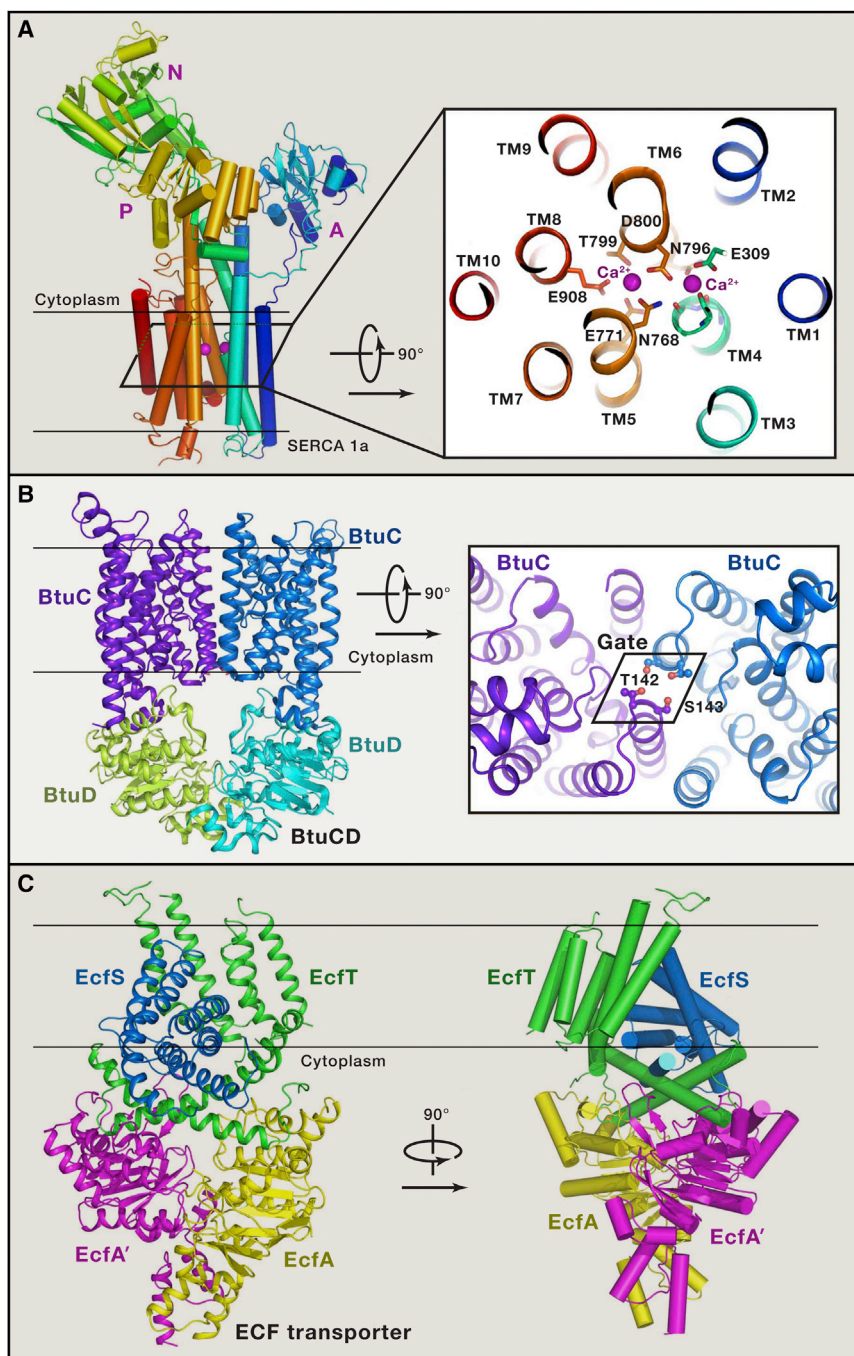 A
N
P
A
Cytoplasm
SERCA 1a
90°
TM9
TM6
TM2
D800
TM8
T799
N796
E309
TM10
Ca²⁺
Ca²⁺
E908
TM1
E771
N768
TM4
TM7
TM5
TM3
B
BtuC
BtuC
90°
Cytoplasm
BtuD
BtuD
BtuCD
BtuC
BtuC
Gate
T142
S143
C
EcfS
EcfT
Cytoplasm
EcfA′
EcfA
ECF transporter
90°
EcfT
EcfS
EcfA
EcfA′